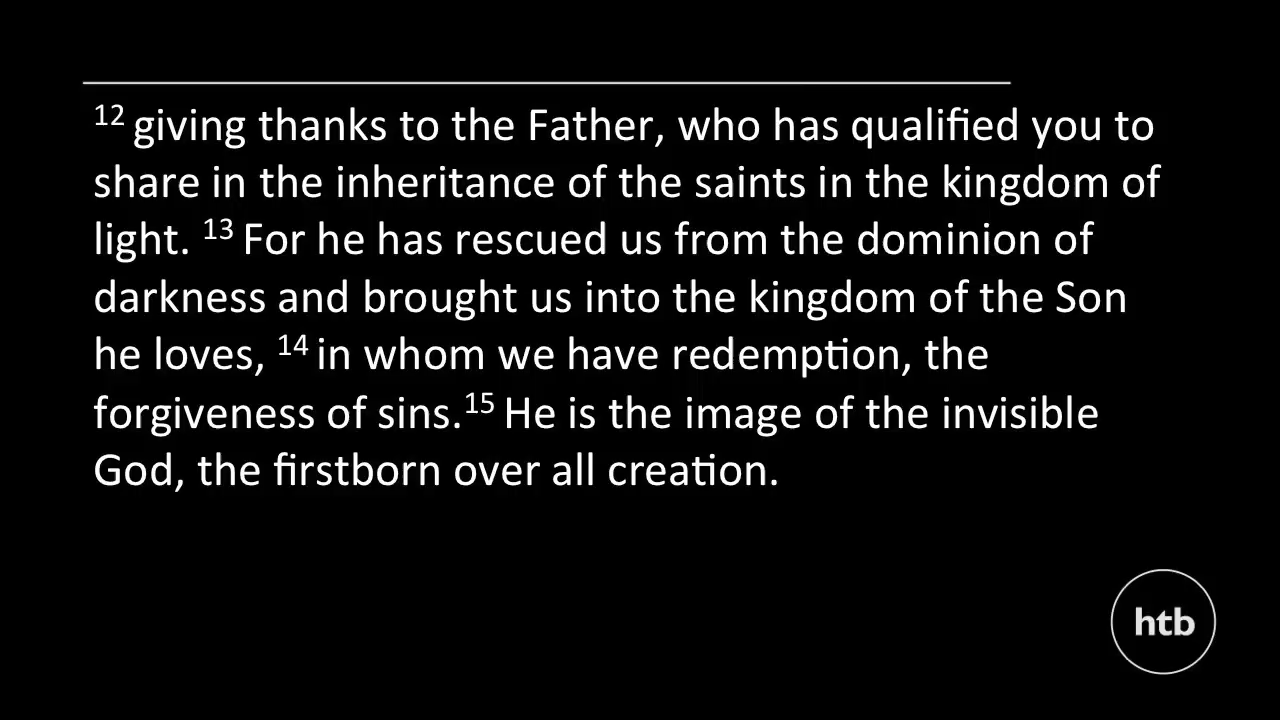 12 giving thanks to the Father, who has qualified you to
share in the inheritance of the saints in the kingdom of
light. 13 For he has rescued us from the dominion of
darkness and brought us into the kingdom of the Son
he loves, 14 in whom we have redemption, the
forgiveness of sins.15 He is the image of the invisible
God, the firstborn over all creation.
htb